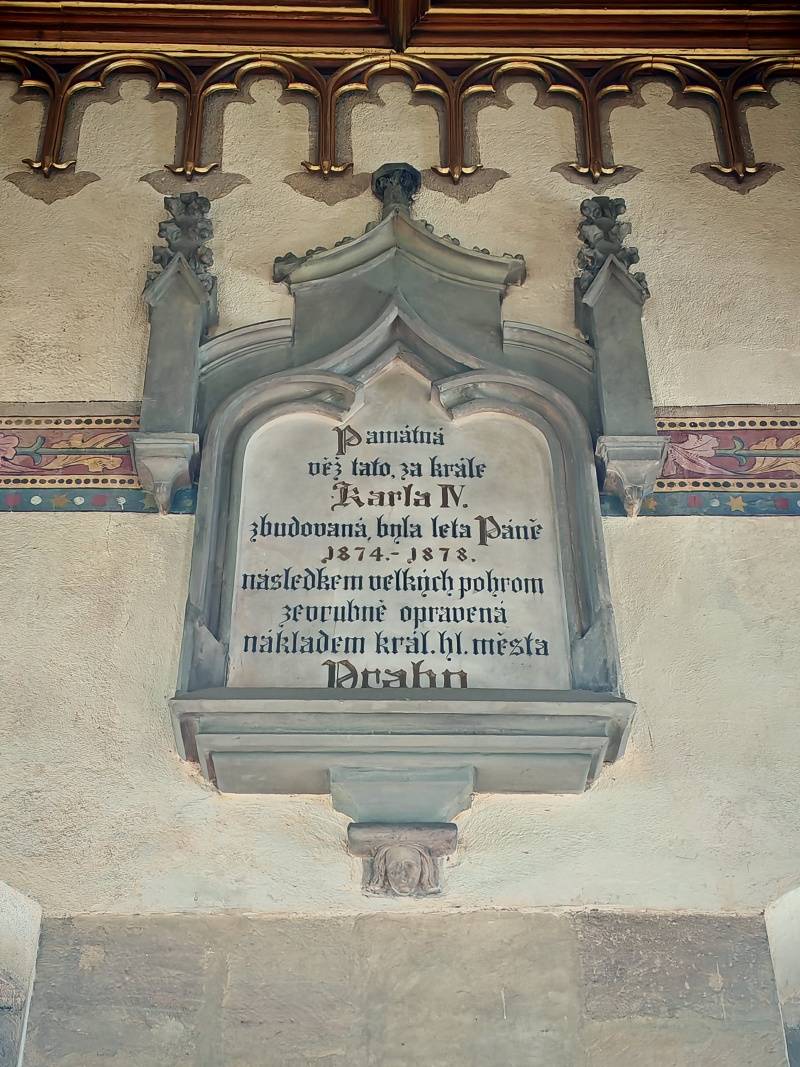 Památná
věž tato, za krále
Karla IV.
zbudovaná, byla leta Páně
1874.- 1878.
následkem velkých pohrom
zevrubně opravená
nákladem král. hl. města
Prahy